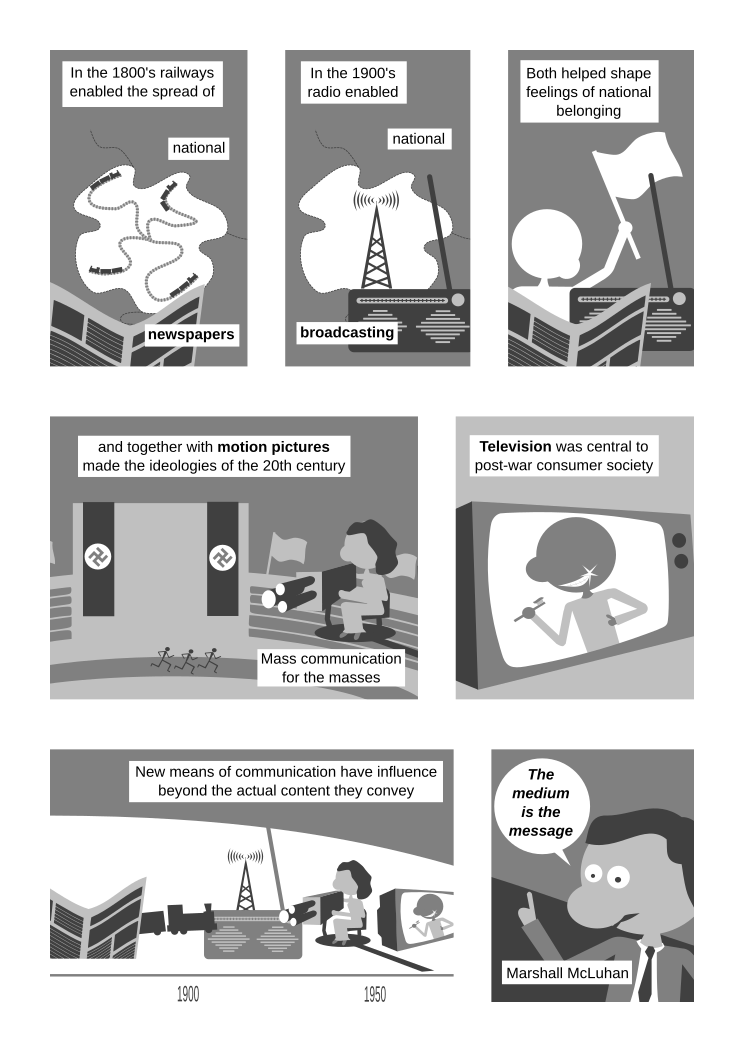 In the 1800's railways
enabled the spread of
national
newspapers
In the 1900's
radio enabled
national
broadcasting
Both helped shape
feelings of national
belonging
and together with motion pictures
made the ideologies of the 20th century
Mass communication
for the masses
Television was central to
post-war consumer society
New means of communication have influence
beyond the actual content they convey
1900
1950
The
medium
is the
message
Marshall McLuhan